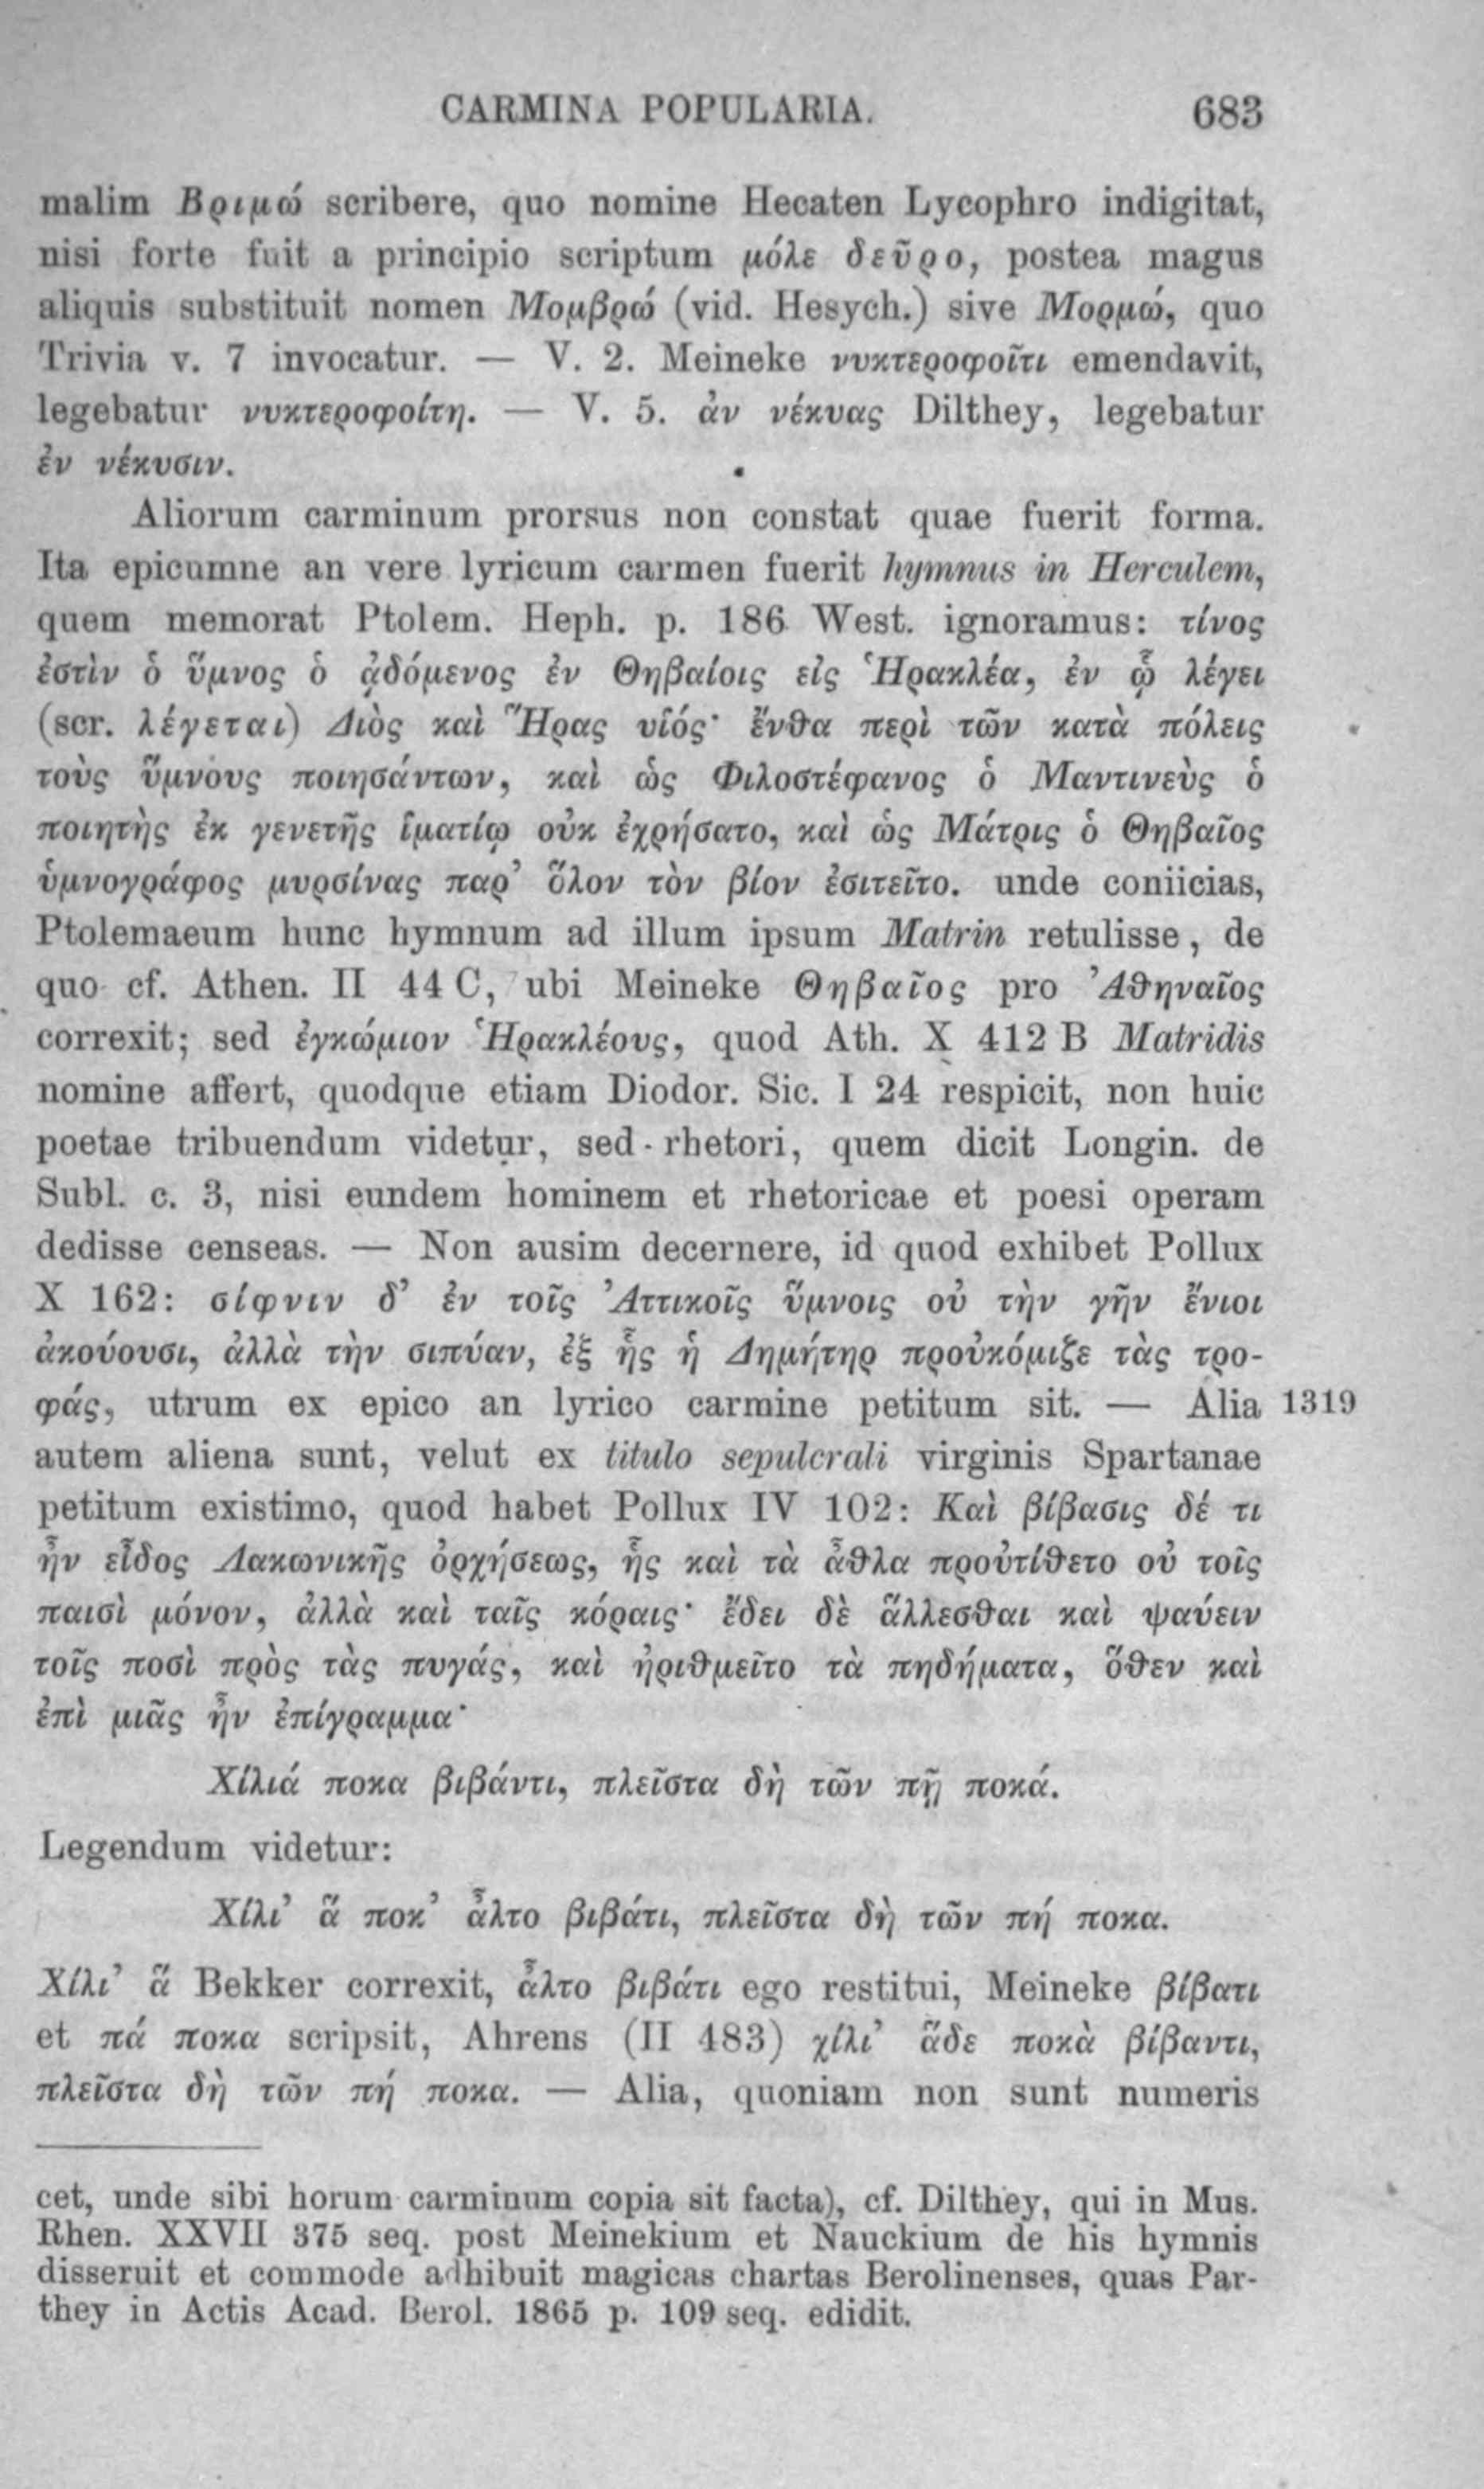 CARMINA POPULARIA. 683
malim Βριμώ scribere, quo nomine Hecaten Lycophro indigitat,
nisi forte fuit a principio scriptum μόλε δεῦρο, postea magus
aliquis substituit nomen Μομβρώ (vid. Hesych.) sive Μορμώ, quo
Trivia v. 7 invocatur. — V. 2. Meineke νυκτεροφοῖτι emendavit,
legebatur νυκτεροφοίτη. — V. 5. ἀν νέκυας Dilthey, legebatur
ἐν νέκυσιν.
Aliorum carminum prorsus non constat quae fuerit forma.
Ita epicumne an vere lyricum carmen fuerit hymnus in Herculem,
quem memorat Ptolem. Heph. p. 186 West. ignoramus: τίνος
ἐστὶν ὁ ὕμνος ὁ ᾀδόμενος ἐν Θηβαίοις εἰς Ἡρακλέα, ἐν ᾧ λέγει
(scr. λέγεται) Διὸς καὶ Ἥρας υἱός· ἔνθα περὶ τῶν κατὰ πόλεις
τοὺς ὕμνους ποιησάντων, καὶ ὡς Φιλοστέφανος ὁ Μαντινεὺς ὁ
ποιητὴς ἐκ γενετῆς ἱματίῳ οὐκ ἐχρήσατο, καὶ ὡς Μάτρις ὁ Θηβαῖος
ὑμνογράφος μυρσίνας παρ’ ὅλον τὸν βίον ἐσιτεῖτο. unde coniicias,
Ptolemaeum hunc hymnum ad illum ipsum Matrin retulisse, de
quo cf. Athen. II 44 C, ubi Meineke Θηβαῖος pro Ἀθηναῖος
correxit; sed ἐγκώμιον Ἡρακλέους, quod Ath. X 412 B Matridis
nomine affert, quodque etiam Diodor. Sic. I 24 respicit, non huic
poetae tribuendum videtur, sed rhetori, quem dicit Longin. de
Subl. c. 3, nisi eundem hominem et rhetoricae et poesi operam
dedisse censeas. — Non ausim decernere, id quod exhibet Pollux
X 162: σίφνιν δ’ ἐν τοῖς Ἀττικοῖς ὕμνοις οὐ τὴν γῆν ἔνιοι
ἀκούουσι, ἀλλὰ τὴν σιπύαν, ἐξ ἧς ἡ Δημήτηρ προὐκόμιζε τὰς τρο-
φάς, utrum ex epico an lyrico carmine petitum sit. — Alia 1319
autem aliena sunt, velut ex titulo sepulcrali virginis Spartanae
petitum existimo, quod habet Pollux IV 102: Καὶ βίβασις δέ τι
ἦν εἶδος Λακωνικῆς ὀρχήσεως, ἧς καὶ τὰ ἆθλα προὐτίθετο οὐ τοῖς
παισὶ μόνον, ἀλλὰ καὶ ταῖς κόραις· ἔδει δὲ ἅλλεσθαι καὶ ψαύειν
τοῖς ποσὶ πρὸς τὰς πυγάς, καὶ ἠριθμεῖτο τὰ πηδήματα, ὅθεν καὶ
ἐπὶ μιᾶς ἦν ἐπίγραμμα·
Χίλιά ποκα βιβάντι, πλεῖστα δὴ τῶν πῆ ποκά.
Legendum videtur:
Χίλι’ ἅ ποκ’ ἆλτο βιβάτι, πλεῖστα δὴ τῶν πή ποκα.
Χίλι’ ἅ Bekker correxit, ἆλτο βιβάτι ego restitui, Meineke βίβατι
et πά ποκα scripsit, Ahrens (II 483) χίλι’ ἅδε ποκὰ βίβαντι,
πλεῖστα δὴ τῶν πή ποκα. — Alia, quoniam non sunt numeris
cet, unde sibi horum carminum copia sit facta), cf. Dilthey, qui in Mus.
Rhen. XXVII 375 seq. post Meinekium et Nauckium de his hymnis
disseruit et commode adhibuit magicas chartas Berolinenses, quas Par-
they in Actis Acad. Berol. 1865 p. 109 seq. edidit.